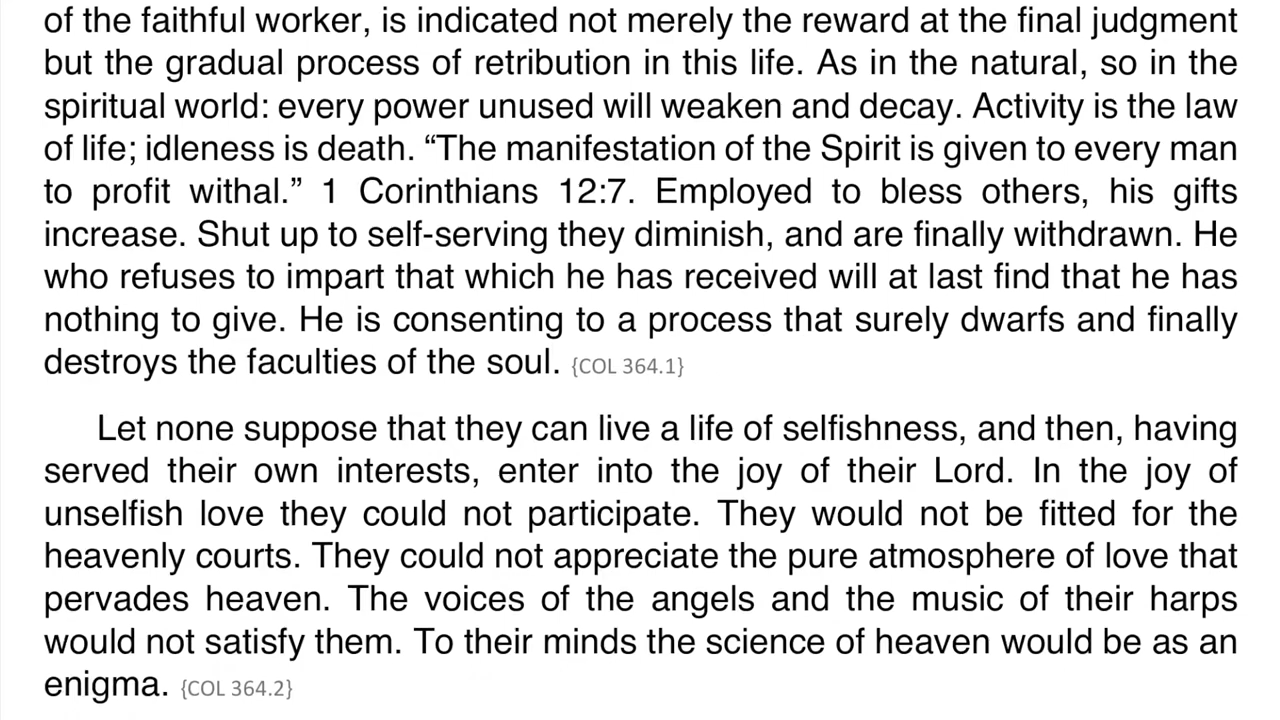 of the faithful worker, is indicated not merely the reward at the final judgment
but the gradual process of retribution in this life. As in the natural, so in the
spiritual world: every power unused will weaken and decay. Activity is the law
of life; idleness is death. “The manifestation of the Spirit is given to every man
to profit withal.” 1 Corinthians 12:7. Employed to bless others, his gifts
increase. Shut up to self-serving they diminish, and are finally withdrawn. He
who refuses to impart that which he has received will at last find that he has
nothing to give. He is consenting to a process that surely dwarfs and finally
destroys the faculties of the soul. {COL 364.1}
Let none suppose that they can live a life of selfishness, and then, having
served their own interests, enter into the joy of their Lord. In the joy of
unselfish love they could not participate. They would not be fitted for the
heavenly courts. They could not appreciate the pure atmosphere of love that
pervades heaven. The voices of the angels and the music of their harps
would not satisfy them. To their minds the science of heaven would be as an
enigma. {COL 364.2}